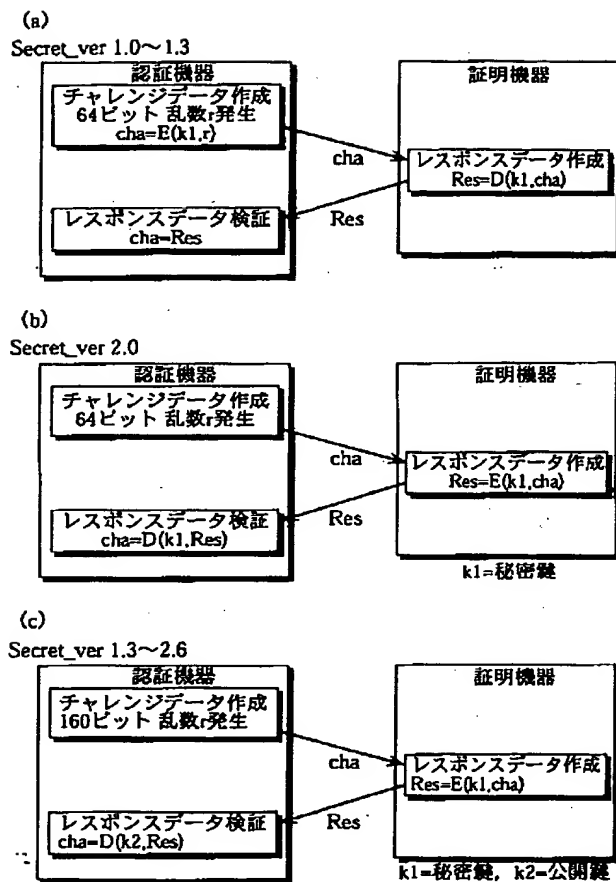 (a)
Secret_ver 1.0～1.3
認証機器
チャレンジデータ作成
64ビット 乱数r発生
cha=E(k1,r)
cha
証明機器
レスポンスデータ作成
Res=D(k1,cha)
レスポンスデータ検証
cha=Res
Res
(b)
Secret_ver 2.0
認証機器
チャレンジデータ作成
64ビット 乱数r発生
cha
証明機器
レスポンスデータ作成
Res=E(k1,cha)
レスポンスデータ検証
cha=D(k1,Res)
Res
k1=秘密鍵
(c)
Secret_ver 1.3～2.6
認証機器
チャレンジデータ作成
160ビット 乱数r発生
cha
証明機器
レスポンスデータ作成
Res=E(k1,cha)
レスポンスデータ検証
cha=D(k2,Res)
Res
k1=秘密鍵, k2=公開鍵